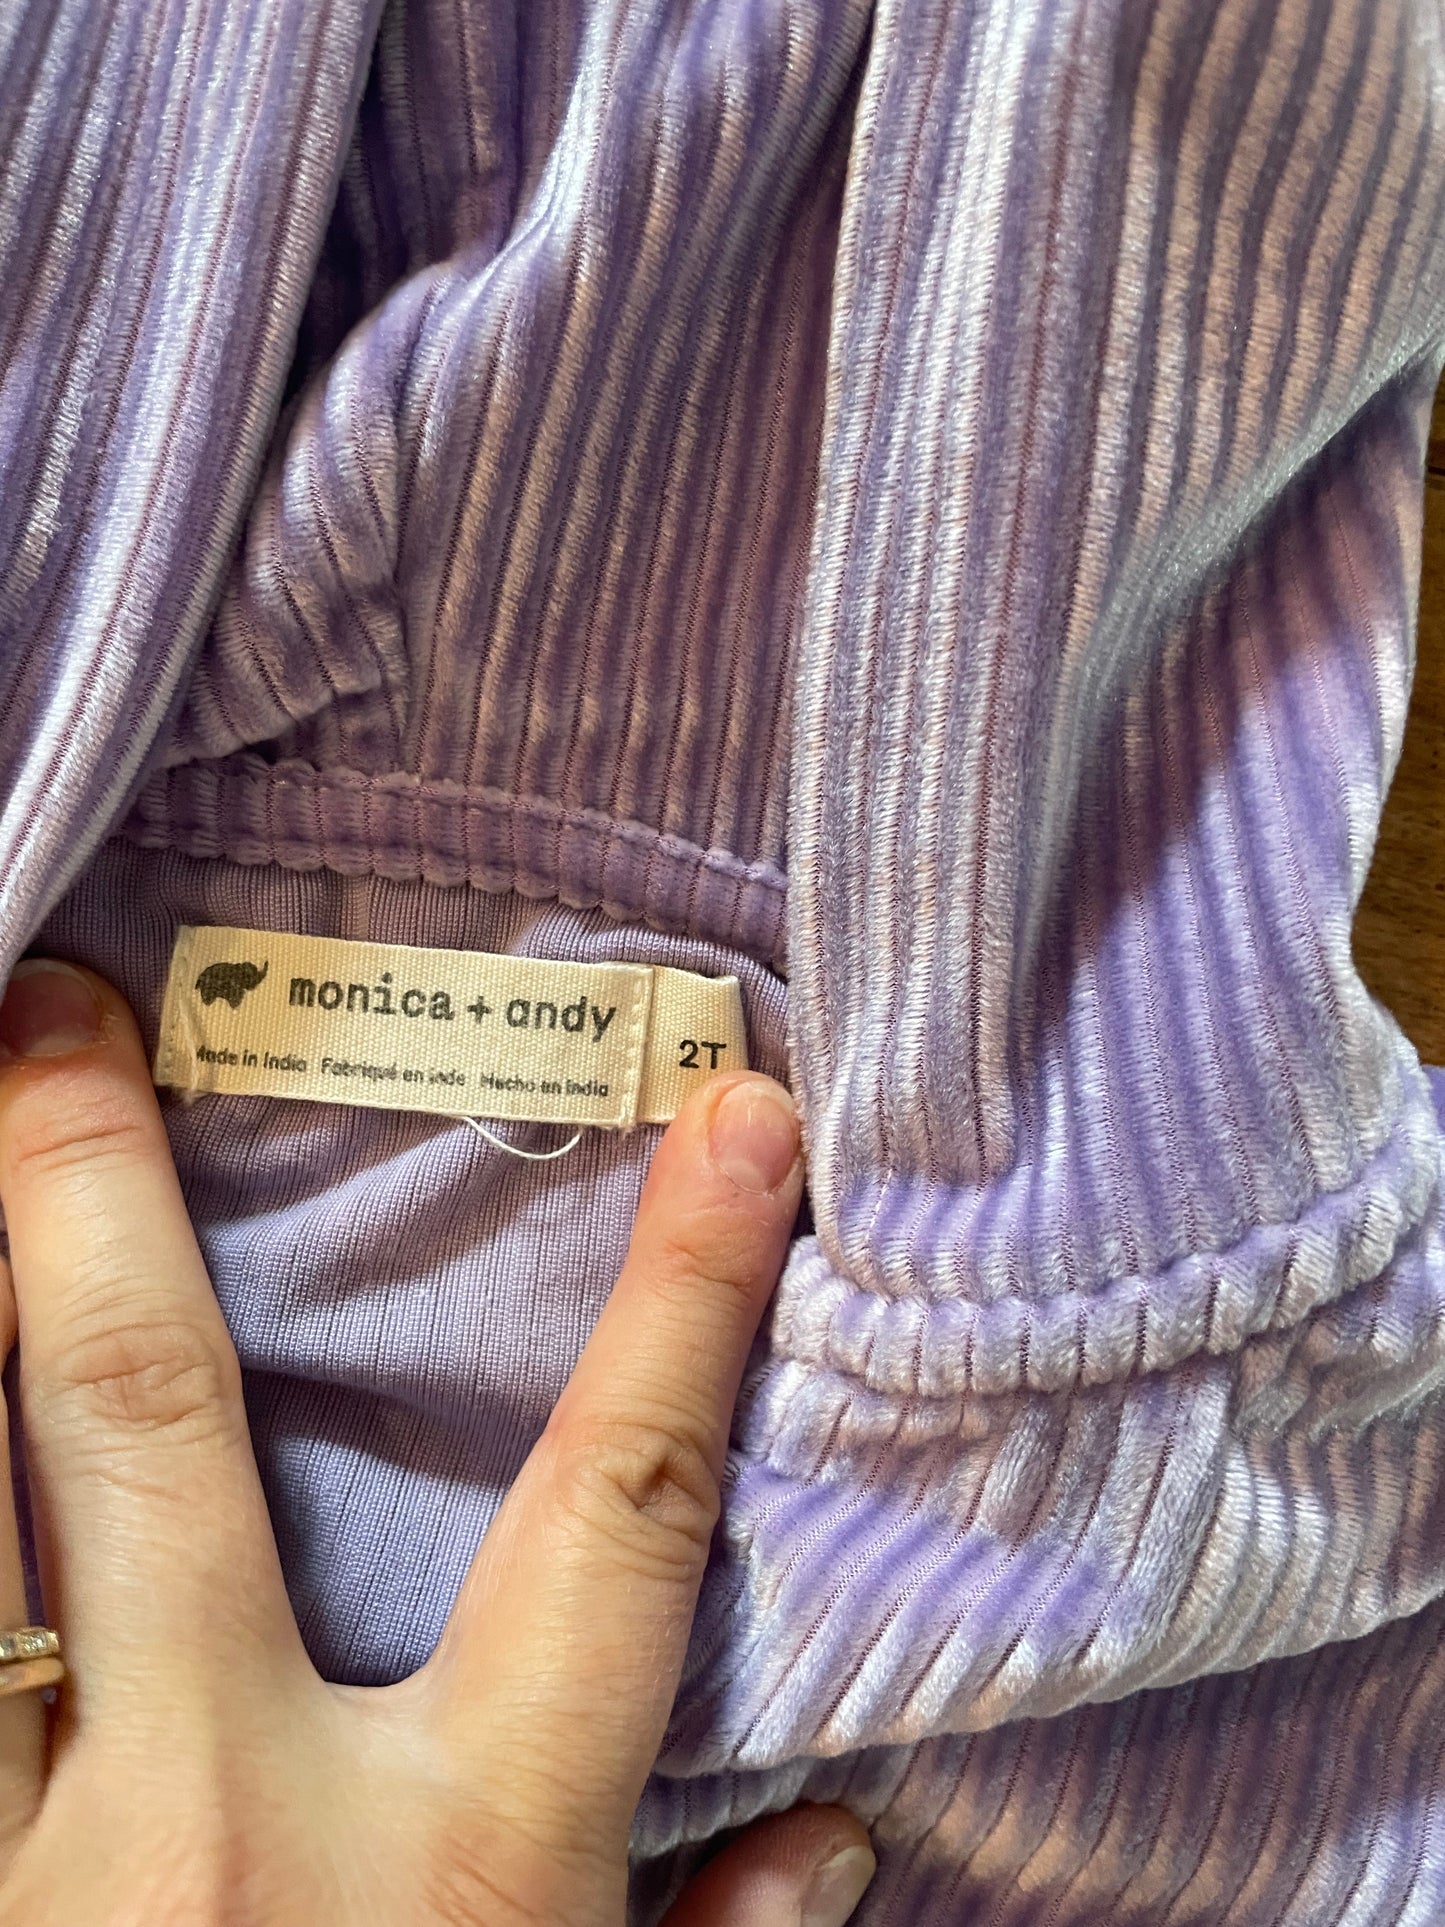 monica + andy
2T
Made in India Fabriqué en Inde Hecho en India